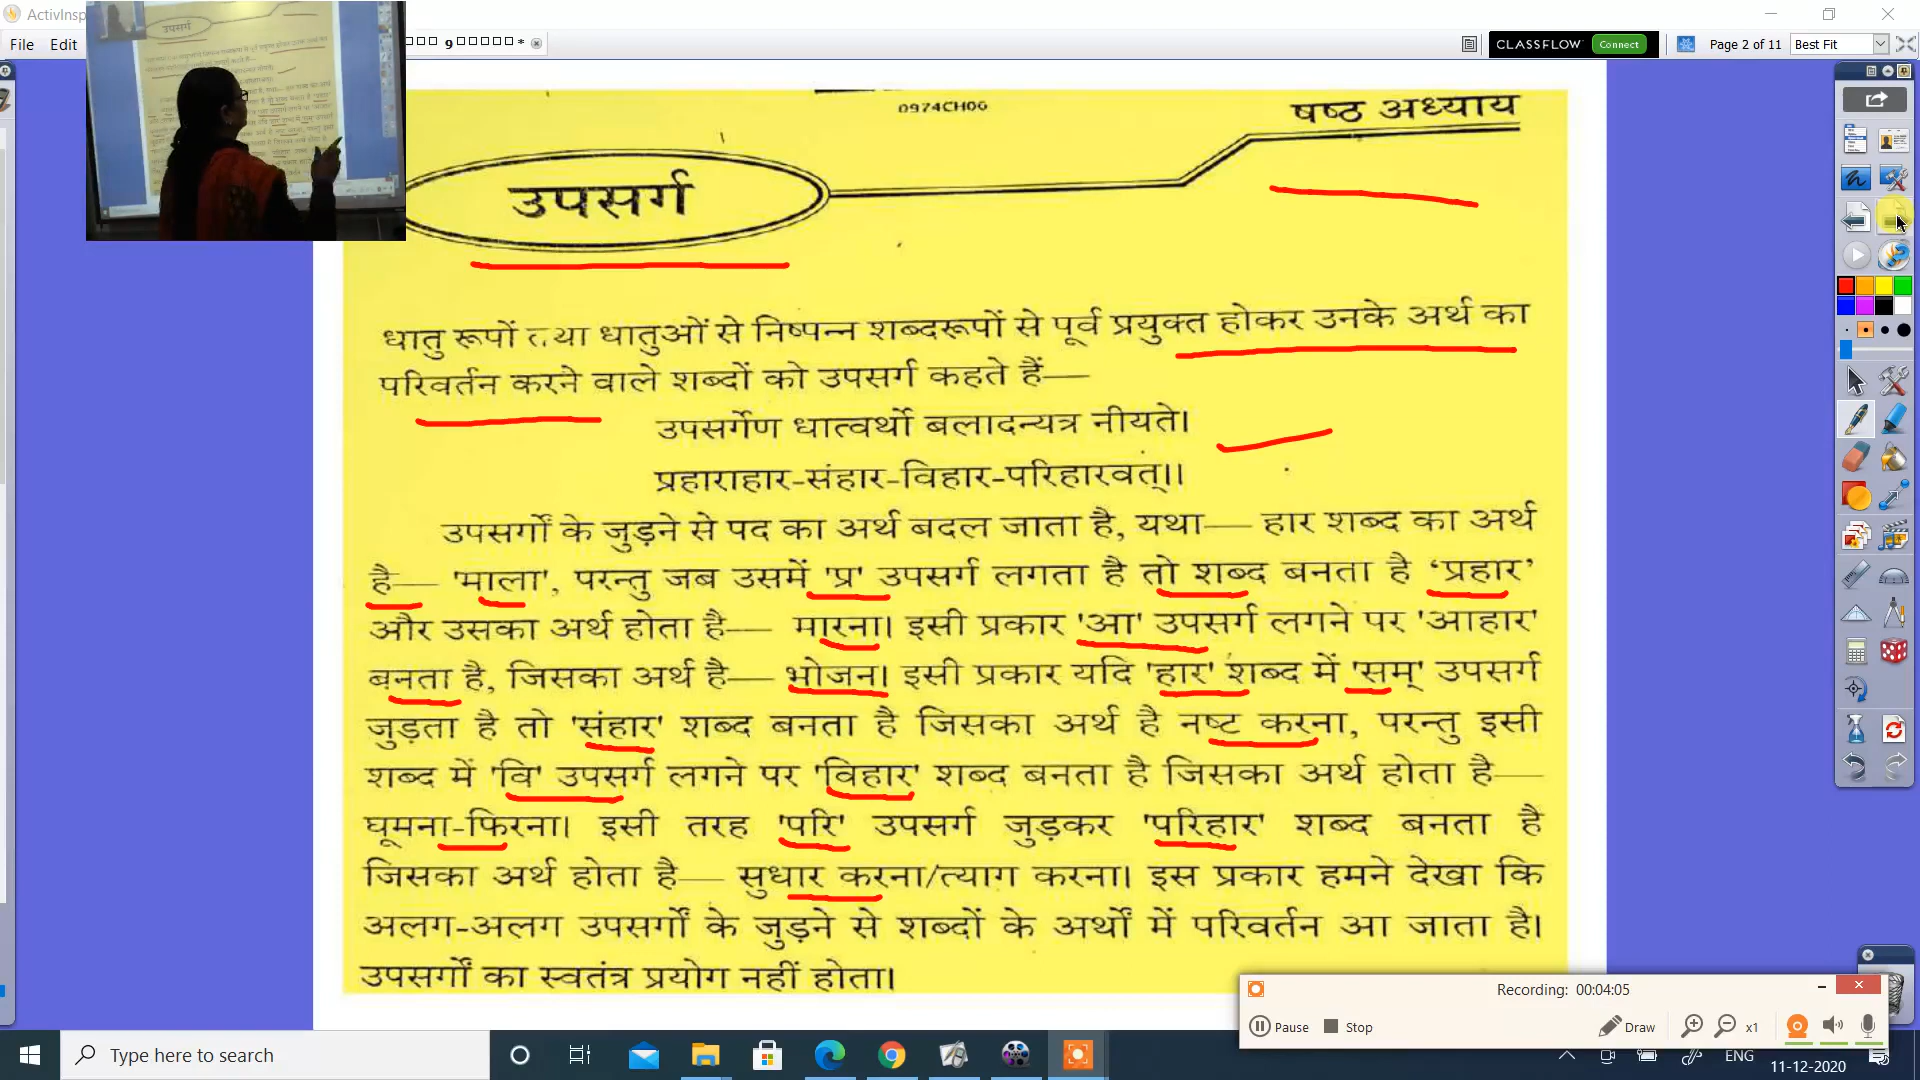 ActivInsp
File Edit
9
CLASSFLOW Connect
Page 2 of 11 Best Fit
0974CH06
षष्ठ अध्याय
उपसर्ग
धातु रूपों तथा धातुओं से निष्पन्न शब्दरूपों से पूर्व प्रयुक्त होकर उनके अर्थ का
परिवर्तन करने वाले शब्दों को उपसर्ग कहते हैं—
उपसर्गेण धात्वर्थो बलादन्यत्र नीयते।
प्रहाराहार-संहार-विहार-परिहारवत्।।
उपसर्गों के जुड़ने से पद का अर्थ बदल जाता है, यथा— हार शब्द का अर्थ
है— 'माला', परन्तु जब उसमें 'प्र' उपसर्ग लगता है तो शब्द बनता है ‘प्रहार’
और उसका अर्थ होता है— मारना। इसी प्रकार 'आ' उपसर्ग लगने पर 'आहार'
बनता है, जिसका अर्थ है— भोजन। इसी प्रकार यदि 'हार' शब्द में 'सम्' उपसर्ग
जुड़ता है तो 'संहार' शब्द बनता है जिसका अर्थ है नष्ट करना, परन्तु इसी
शब्द में 'वि' उपसर्ग लगने पर 'विहार' शब्द बनता है जिसका अर्थ होता है—
घूमना-फिरना। इसी तरह 'परि' उपसर्ग जुड़कर 'परिहार' शब्द बनता है
जिसका अर्थ होता है— सुधार करना/त्याग करना। इस प्रकार हमने देखा कि
अलग-अलग उपसर्गों के जुड़ने से शब्दों के अर्थों में परिवर्तन आ जाता है।
उपसर्गों का स्वतंत्र प्रयोग नहीं होता।
Recording: 00:04:05
Pause Stop Draw x1
Type here to search
ENG
11-12-2020